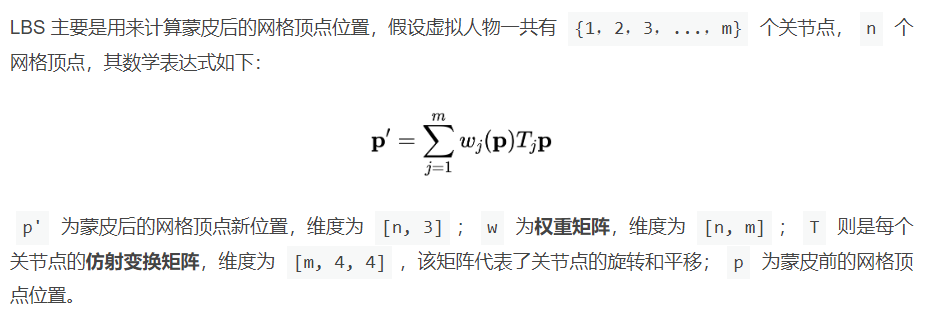 LBS 主要是用来计算蒙皮后的网格顶点位置，假设虚拟人物一共有 {1, 2, 3, ..., m} 个关节点， n 个
网格顶点，其数学表达式如下：
p′ = ∑_{j=1}^{m} w_j(p)T_j p
p' 为蒙皮后的网格顶点新位置，维度为 [n, 3] ； w 为权重矩阵，维度为 [n, m] ； T 则是每个
关节点的仿射变换矩阵，维度为 [m, 4, 4] ，该矩阵代表了关节点的旋转和平移； p 为蒙皮前的网格顶
点位置。